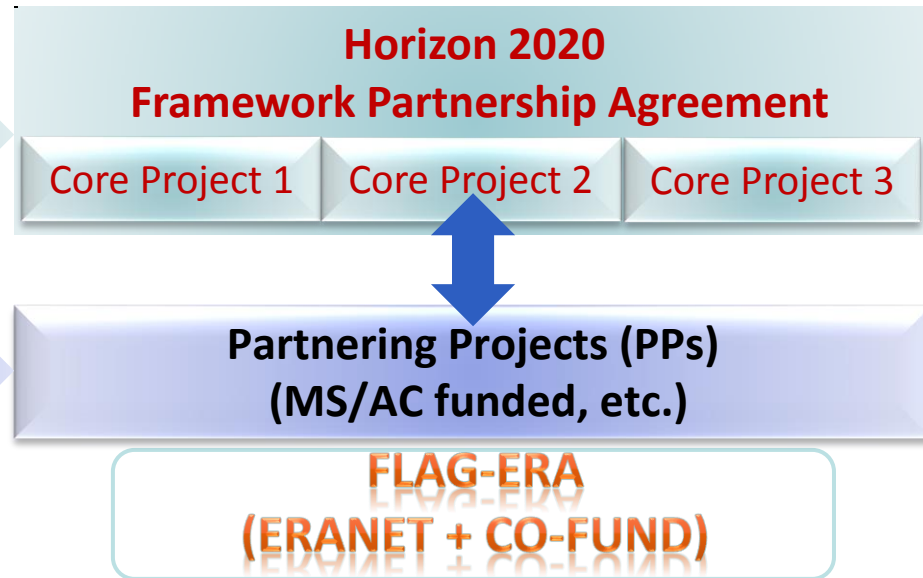 Horizon 2020
Framework Partnership Agreement
Core Project 1 Core Project 2 Core Project 3
Partnering Projects (PPs)
(MS/AC funded, etc.)
FLAG-ERA
(ERANET + CO-FUND)